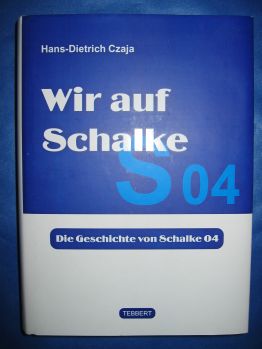 Hans-Dietrich Czaja
Wir auf
Schalke
S 04
Die Geschichte von Schalke 04
TEBBERT